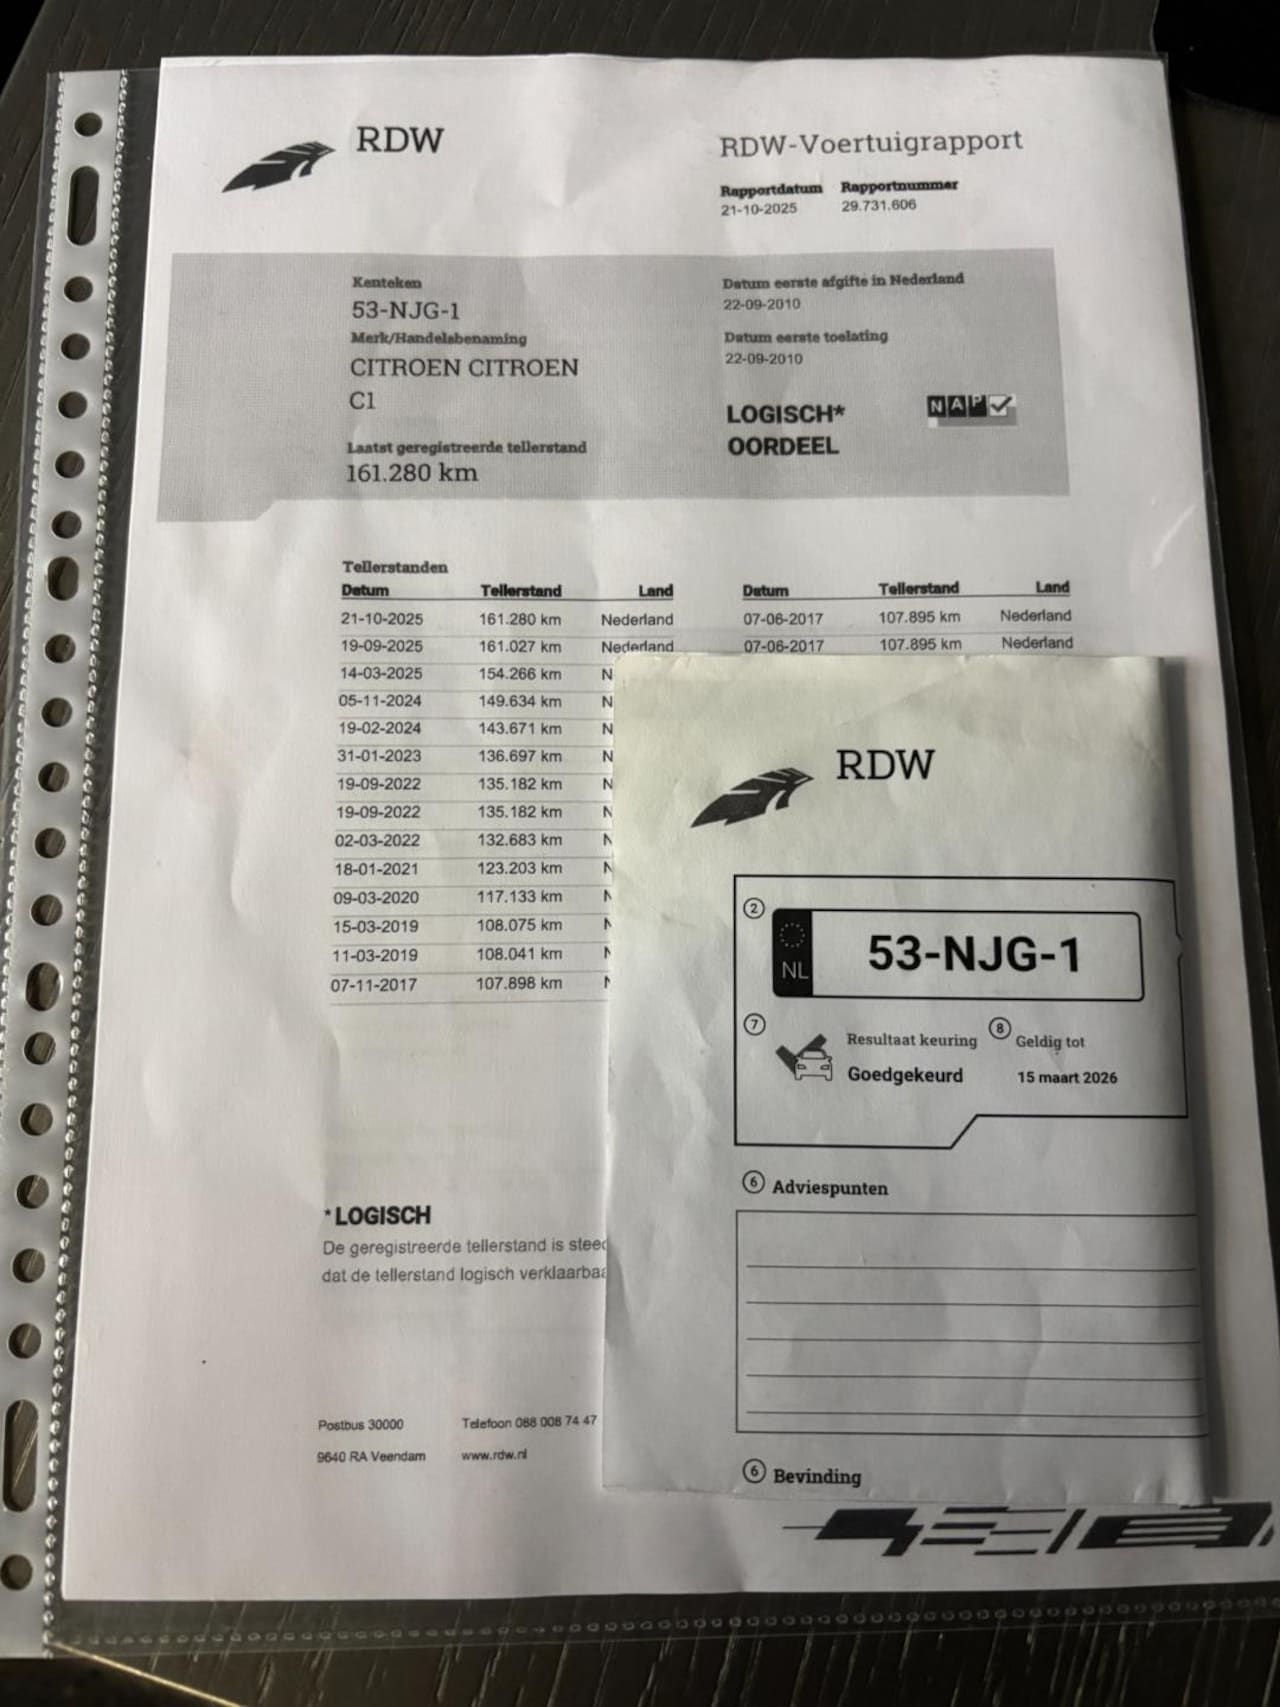 RDW
RDW-Voertuigrapport
Rapportdatum Rapportnummer
21-10-2025 29.731.606
Kenteken
53-NJG-1
Merk/Handelsbenaming
CITROEN CITROEN
C1
Laatst geregistreerde tellerstand
161.280 km
Datum eerste afgifte in Nederland
22-09-2010
Datum eerste toelating
22-09-2010
LOGISCH*
OORDEEL
NAP
Tellerstanden
Datum Tellerstand Land Datum Tellerstand Land
21-10-2025 161.280 km Nederland 07-06-2017 107.895 km Nederland
19-09-2025 161.027 km Nederland 07-06-2017 107.895 km Nederland
14-03-2025 154.266 km N
05-11-2024 149.634 km N
19-02-2024 143.671 km N
31-01-2023 136.697 km N
19-09-2022 135.182 km N
19-09-2022 135.182 km N
02-03-2022 132.683 km N
18-01-2021 123.203 km N
09-03-2020 117.133 km N
15-03-2019 108.075 km N
11-03-2019 108.041 km N
07-11-2017 107.898 km N
*LOGISCH
De geregistreerde tellerstand is
dat de tellerstand logisch
Postbus 30000 Telefoon 088 008 74 47
9640 RA Veendam www.rdw.nl
RDW
2
NL 53-NJG-1
7 Resultaat keuring 8 Geldig tot
Goedgekeurd 15 maart 2026
6 Adviespunten
6 Bevinding